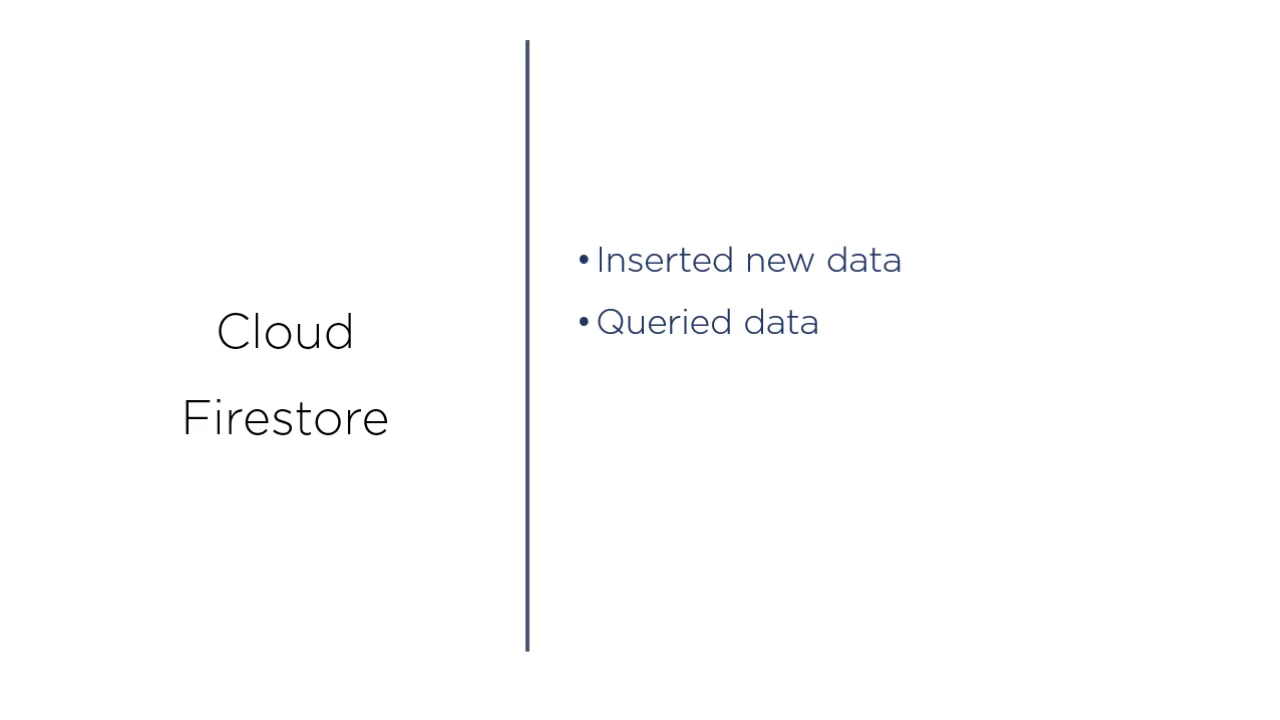 Cloud
Firestore
• Inserted new data
• Queried data